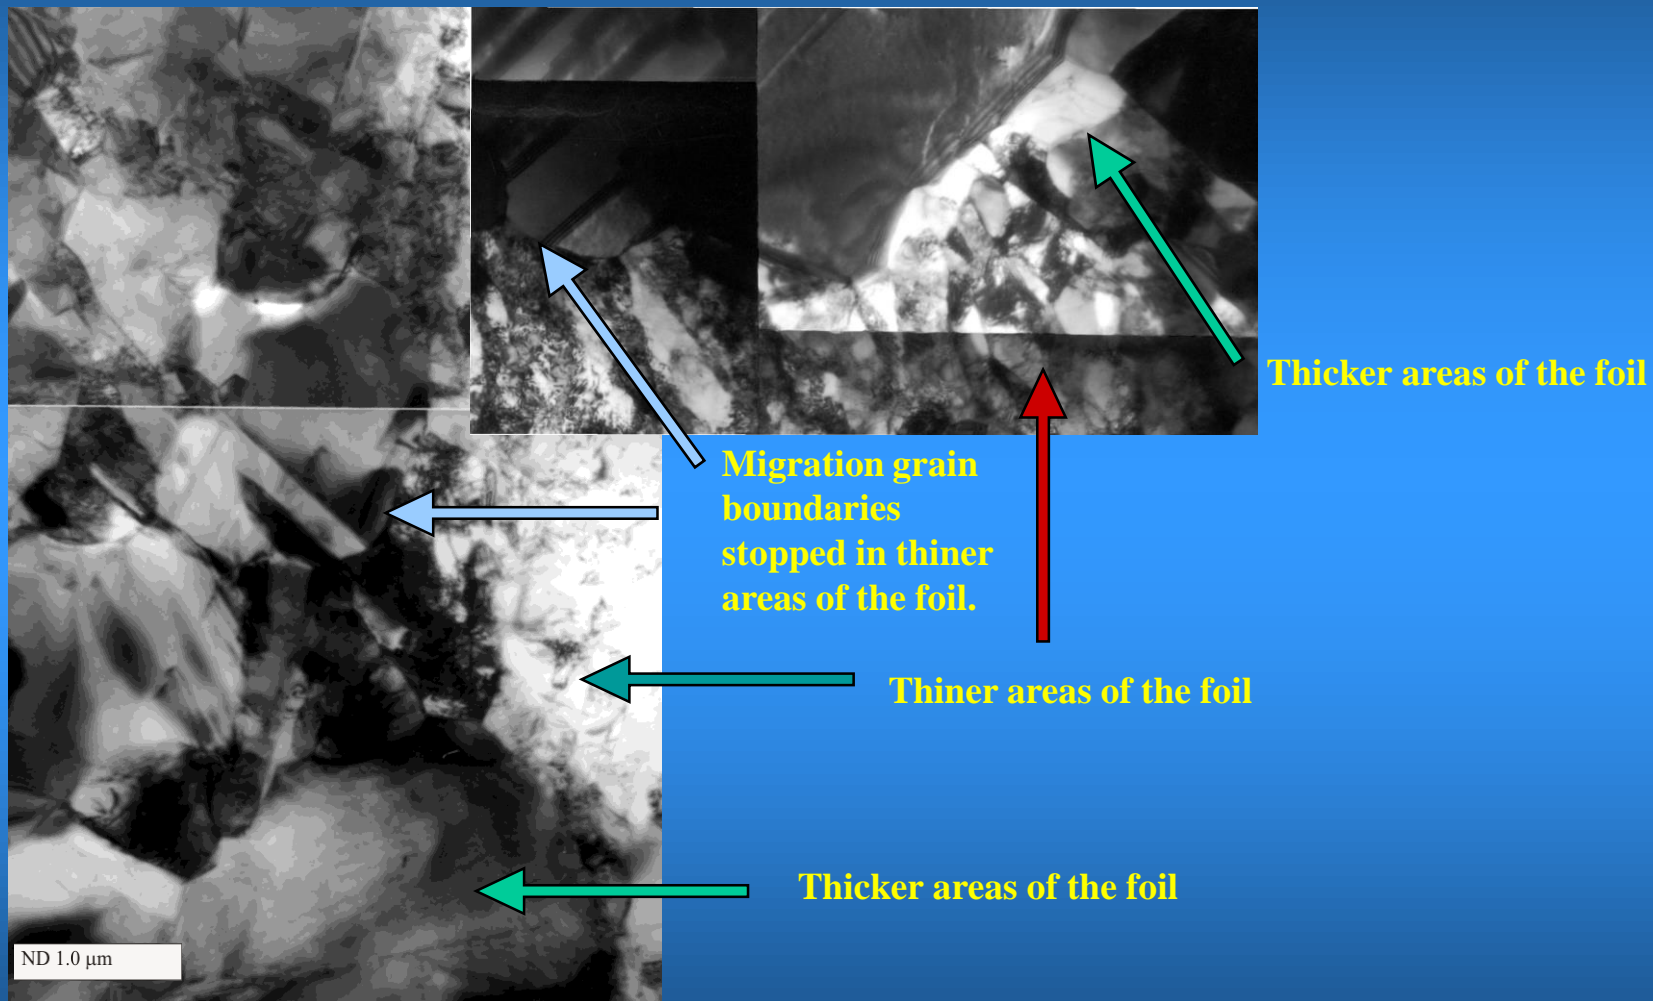 Thicker areas of the foil
Migration grain
boundaries
stopped in thiner
areas of the foil.
Thiner areas of the foil
Thicker areas of the foil
ND 1.0 µm